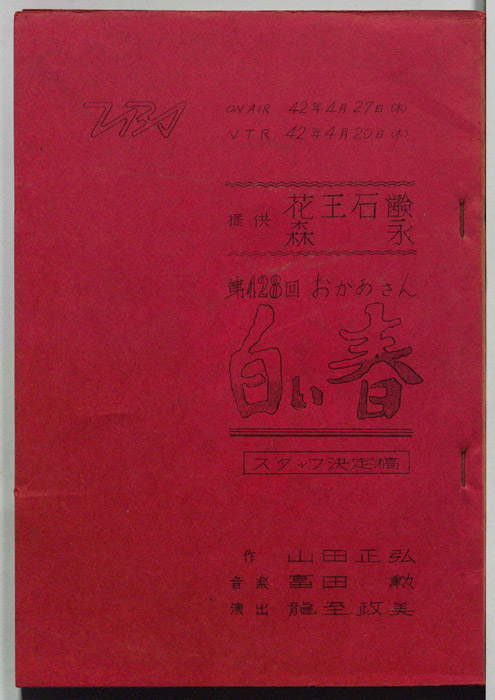 TBS
ON AIR 42年4月27日(木)
VTR 42年4月20日(木)
提供 花王石鹸
森永
第428回 おかあさん
白い春
スタッフ決定稿
作 山田正弘
音楽 冨田勲
演出 龍至政美